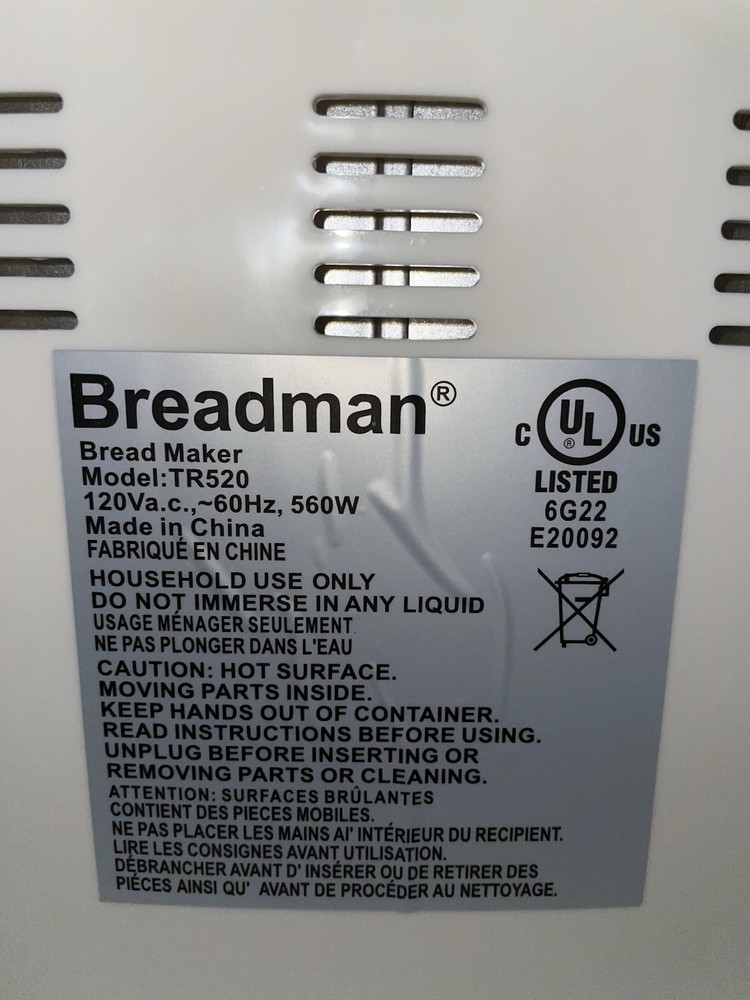 Breadman®
Bread Maker
Model:TR520
120Va.c.,~60Hz, 560W
Made in China
FABRIQUÉ EN CHINE
C UL® US
LISTED
6G22
E20092
HOUSEHOLD USE ONLY
DO NOT IMMERSE IN ANY LIQUID
USAGE MÉNAGER SEULEMENT
NE PAS PLONGER DANS L'EAU
CAUTION: HOT SURFACE.
MOVING PARTS INSIDE.
KEEP HANDS OUT OF CONTAINER.
READ INSTRUCTIONS BEFORE USING.
UNPLUG BEFORE INSERTING OR
REMOVING PARTS OR CLEANING.
ATTENTION: SURFACES BRÛLANTES
CONTIENT DES PIECES MOBILES.
NE PAS PLACER LES MAINS AI' INTÉRIEUR DU RECIPIENT.
LIRE LES CONSIGNES AVANT UTILISATION.
DÉBRANCHER AVANT D' INSÉRER OU DE RETIRER DES
PIÉCES AINSI QU' AVANT DE PROCÉDER AU NETTOYAGE.